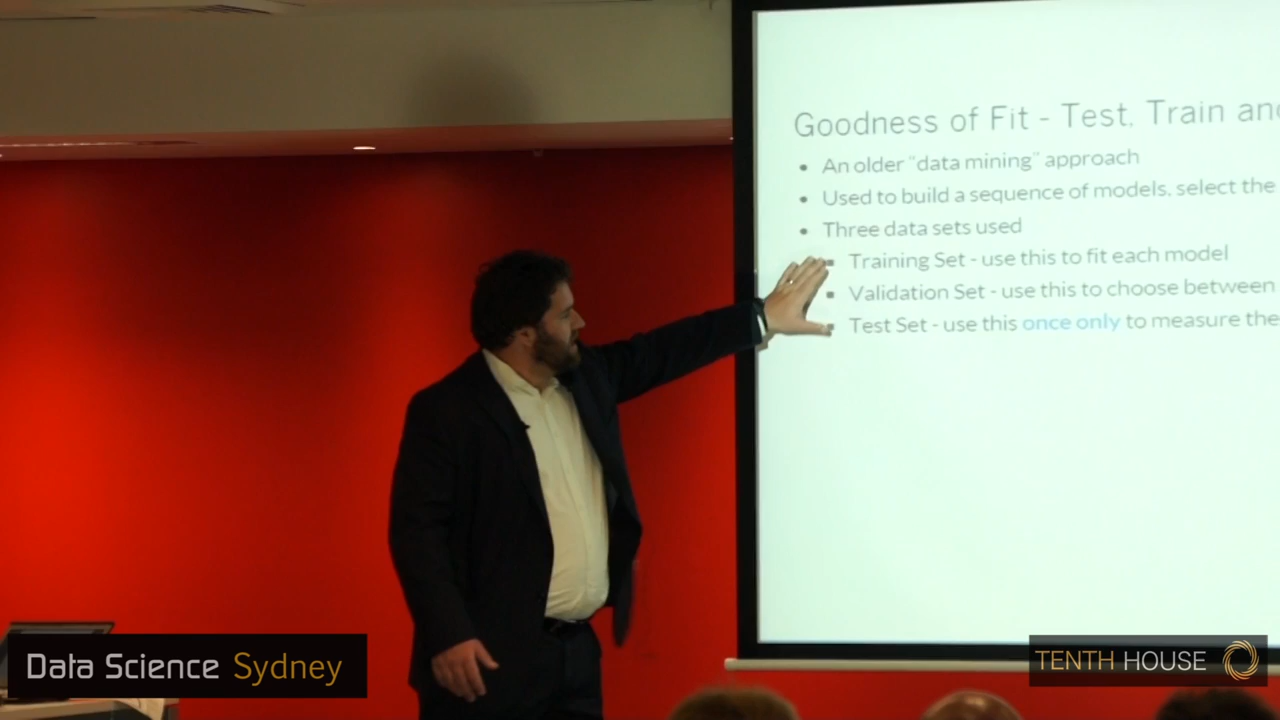 Goodness of Fit - Test, Train and
• An older "data mining" approach
• Used to build a sequence of models, select the
• Three data sets used
▪ Training Set - use this to fit each model
▪ Validation Set - use this to choose between
▪ Test Set - use this once only to measure the
Data Science Sydney
TENTH HOUSE